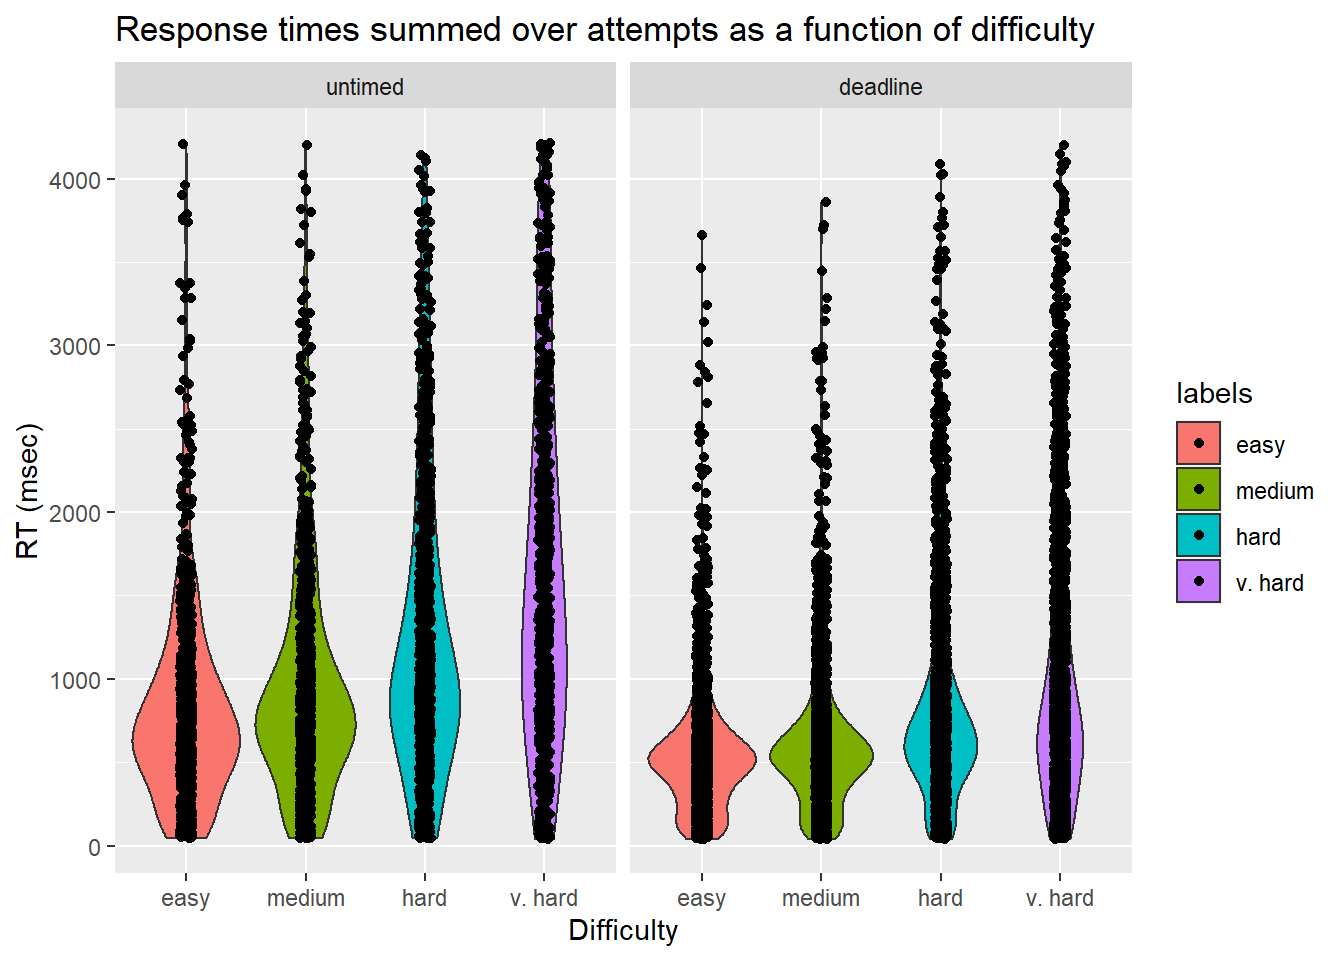 Response times summed over attempts as a function of difficulty
untimed
deadline
4000
3000
2000
1000
0
RT (msec)
easy
medium
hard
v. hard
easy
medium
hard
v. hard
Difficulty
labels
easy
medium
hard
v. hard